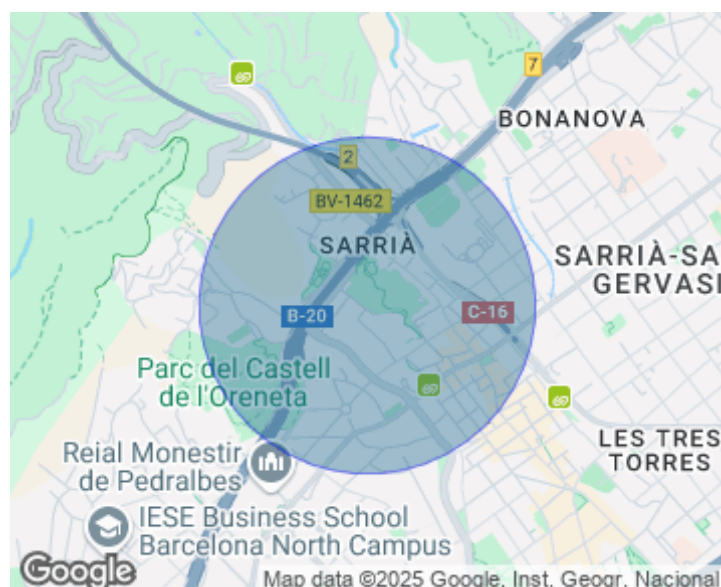 7
BONANOVA
2
BV-1462
SARRIÀ
SARRIÀ-SA
GERVASI
B-20
C-16
Parc del Castell
de l'Oreneta
LES TRES
TORRES
Reial Monestir
de Pedralbes
IESE Business School
Barcelona North Campus
Google
Map data ©2025 Google, Inst. Geogr. Nacional